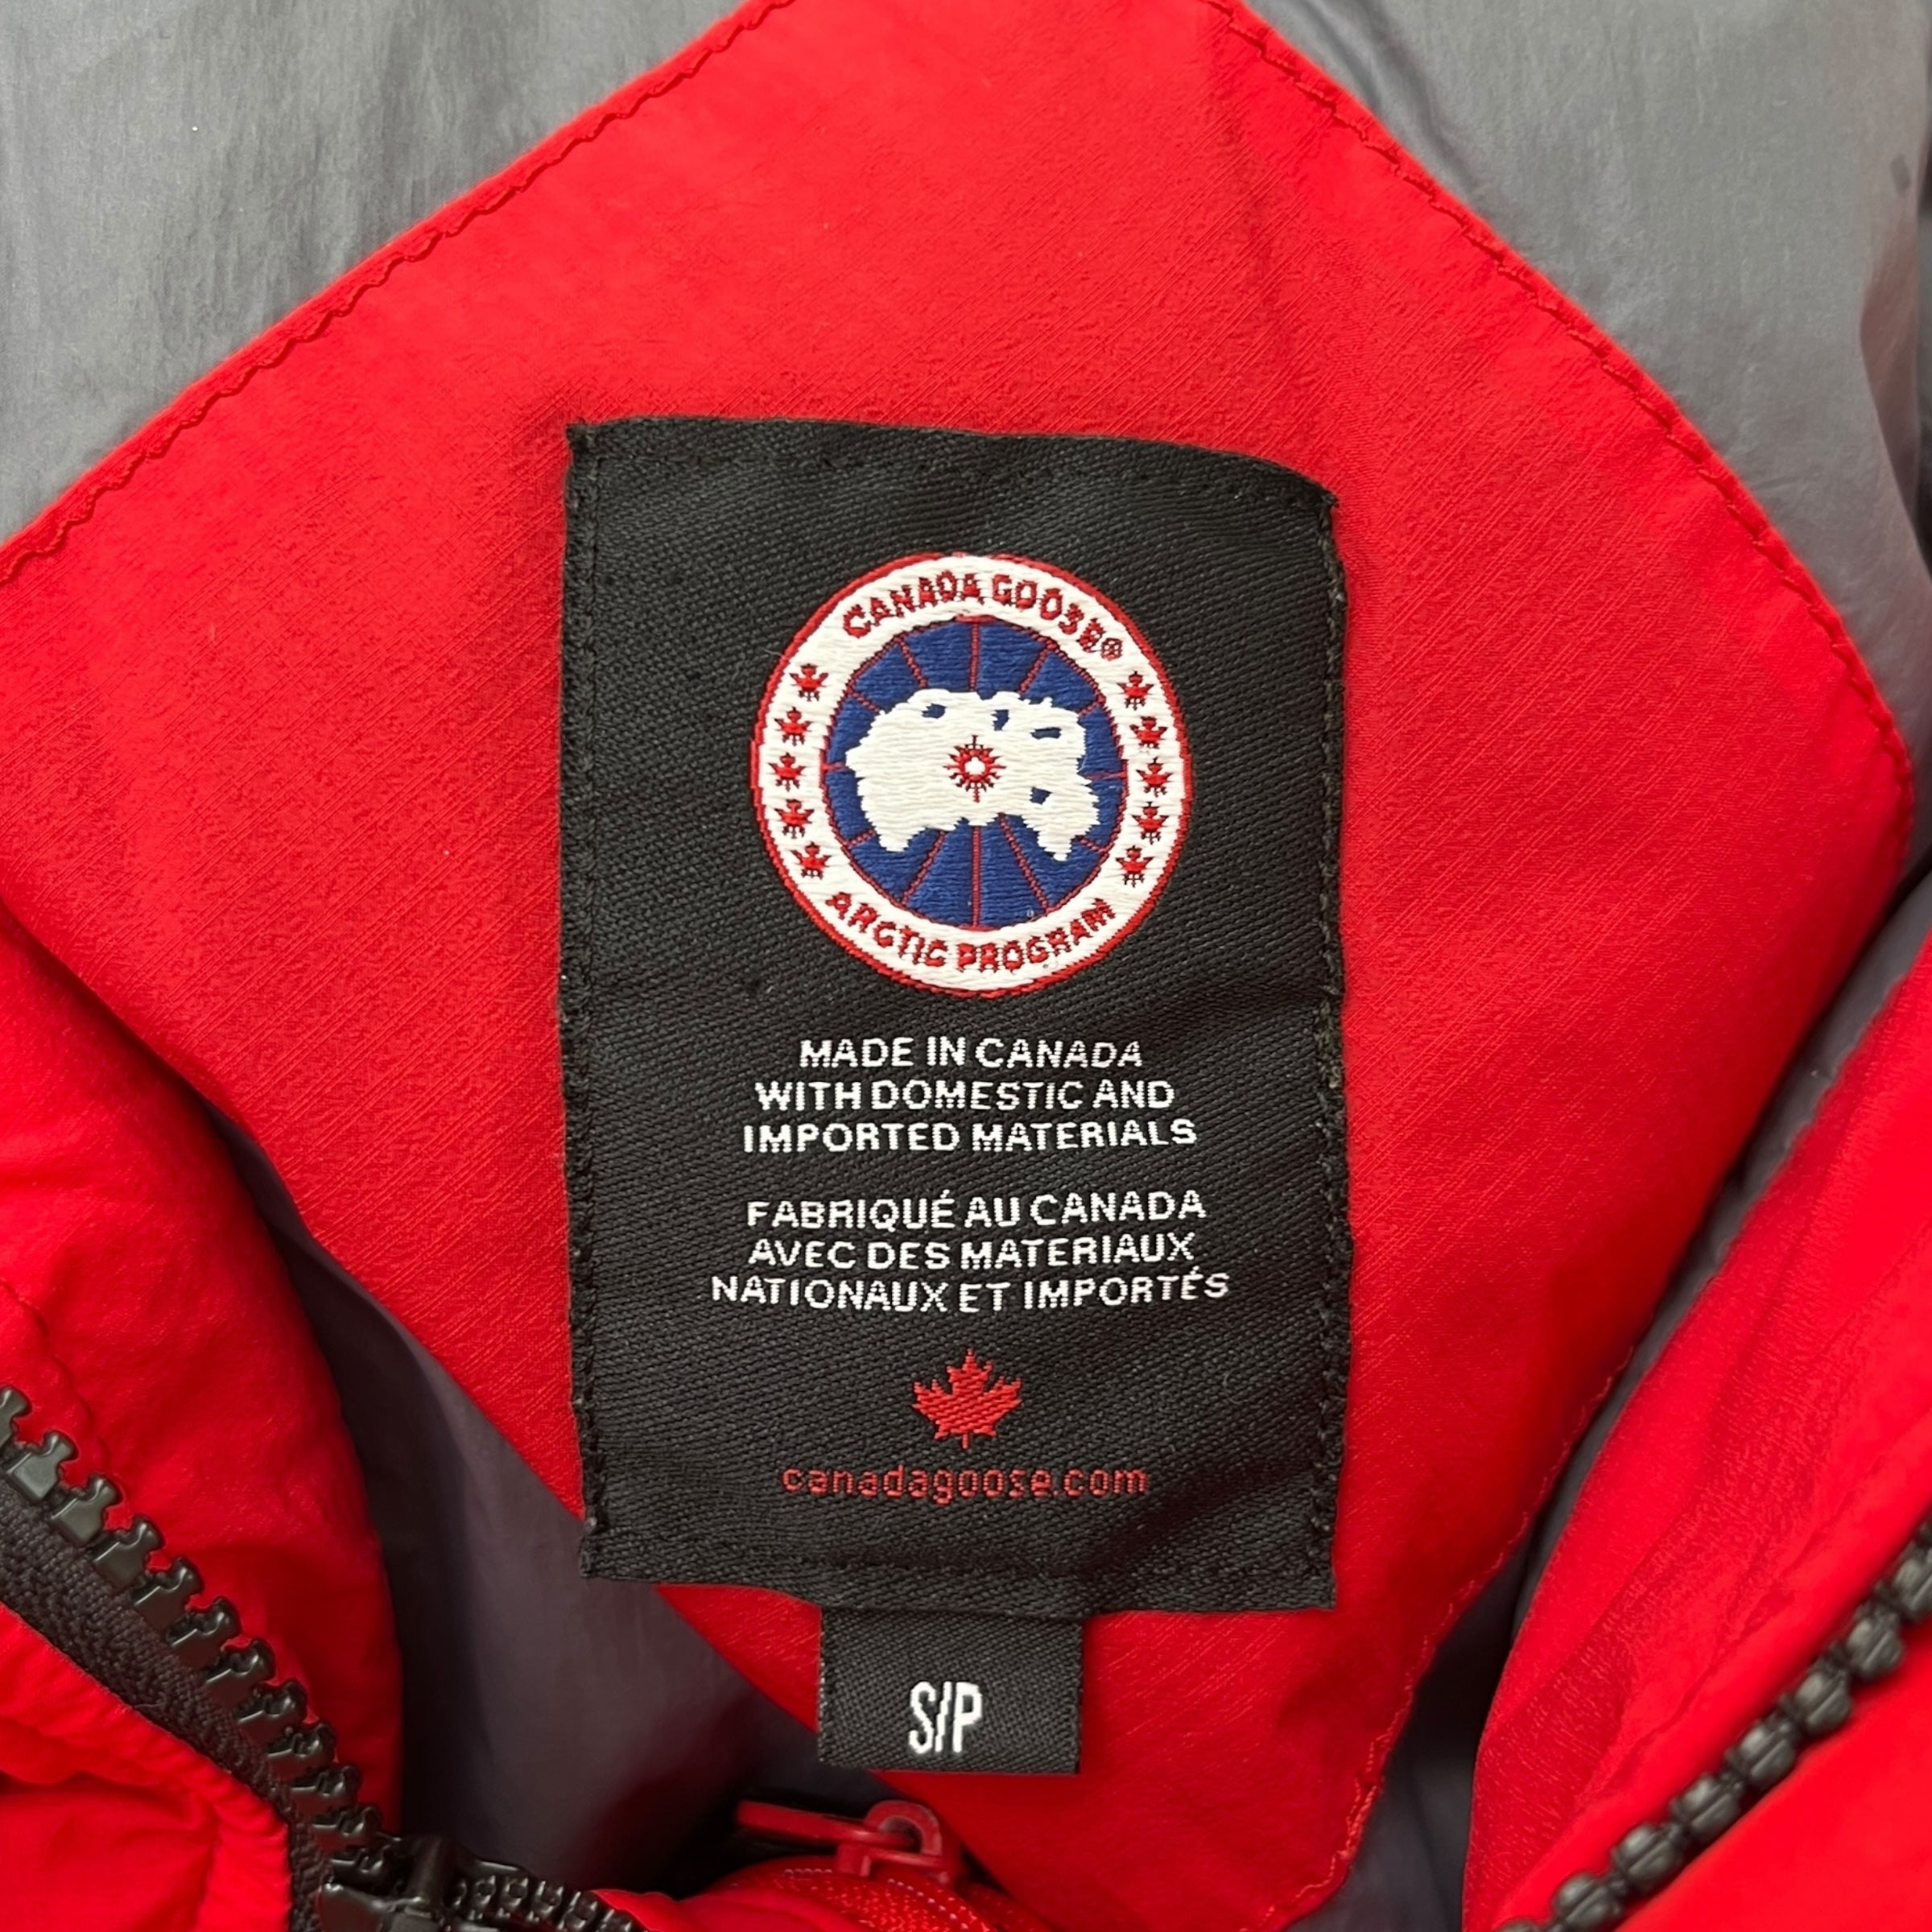 CANADA GOOSE®
ARCTIC PROGRAM
MADE IN CANADA
WITH DOMESTIC AND
IMPORTED MATERIALS
FABRIQUÉ AU CANADA
AVEC DES MATERIAUX
NATIONAUX ET IMPORTÉS
canadagoose.com
S/P